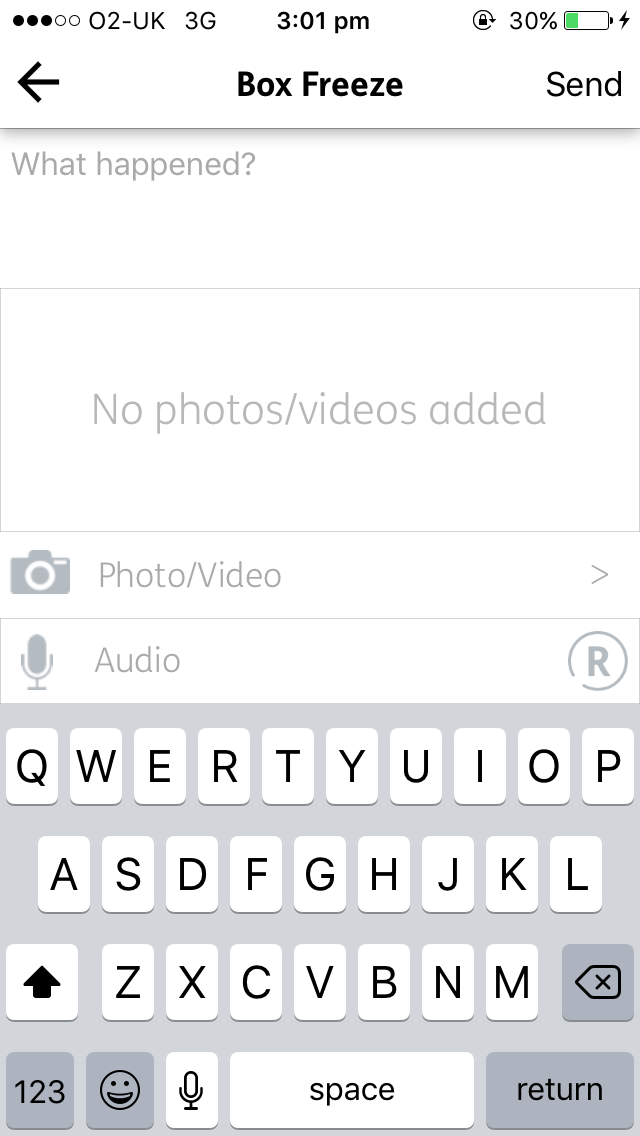 O2-UK 3G 3:01 pm 30%
Box Freeze Send
What happened?
No photos/videos added
Photo/Video >
Audio R
Q W E R T Y U I O P
A S D F G H J K L
Z X C V B N M
123 space return